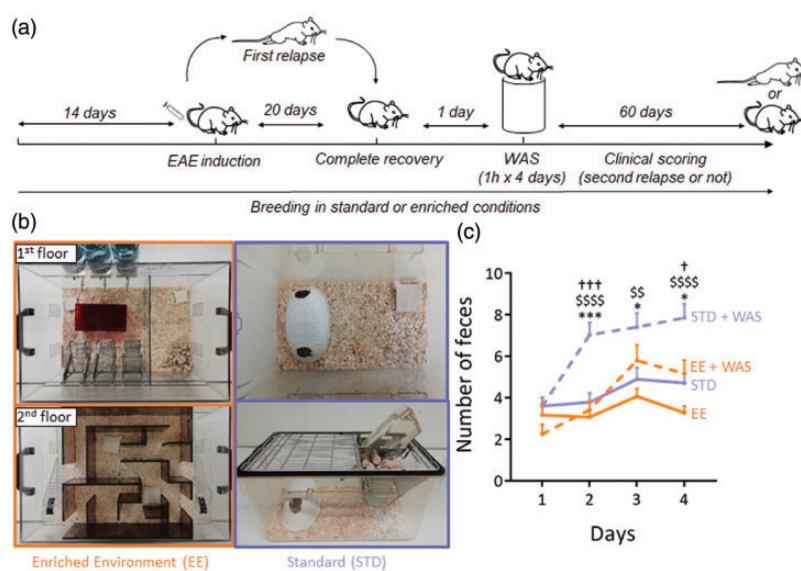 (a)
First relapse
14 days
20 days
1 day
60 days
or
EAE induction
Complete recovery
WAS
(1h x 4 days)
Clinical scoring
(second relapse or not)
Breeding in standard or enriched conditions
(b)
1st floor
2nd floor
Enriched Environment (EE)
Standard (STD)
(c)
Number of feces
10
8
6
4
2
0
†††
$$$$
***
$$
*
†
$$$$
*
STD + WAS
EE + WAS
STD
EE
1 2 3 4
Days